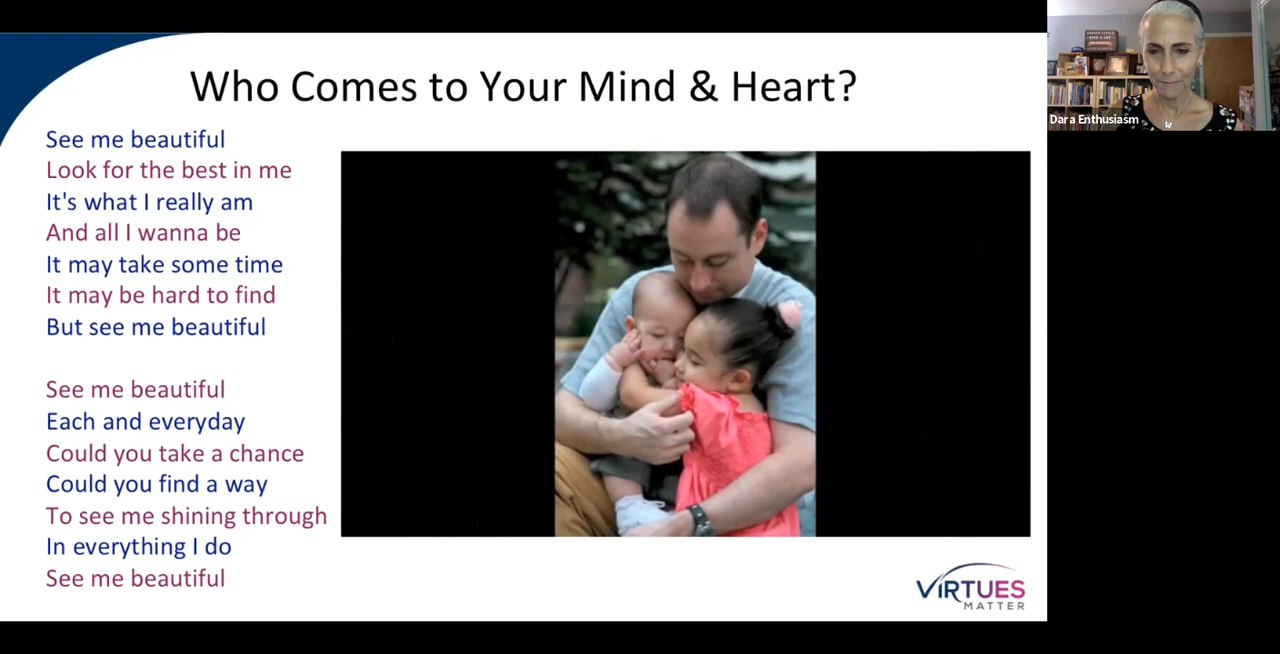 Who Comes to Your Mind & Heart?
See me beautiful
Look for the best in me
It's what I really am
And all I wanna be
It may take some time
It may be hard to find
But see me beautiful
See me beautiful
Each and everyday
Could you take a chance
Could you find a way
To see me shining through
In everything I do
See me beautiful
VIRTUES
MATTER
Dara Enthusiasm